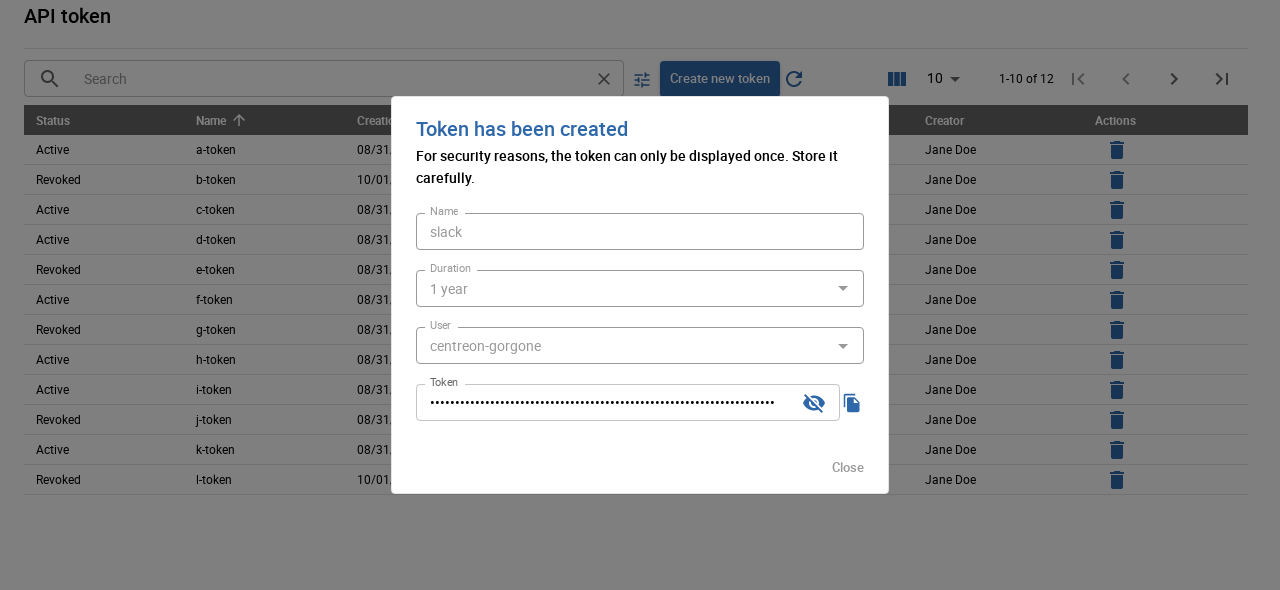 API token
Search
Create new token
10
1-10 of 12
Status Name Creatio Creator Actions
Active a-token 08/31. Jane Doe
Revoked b-token 10/01. Jane Doe
Active c-token 08/31. Jane Doe
Active d-token 08/31. Jane Doe
Revoked e-token 08/31. Jane Doe
Active f-token 08/31. Jane Doe
Revoked g-token 08/31. Jane Doe
Active h-token 08/31. Jane Doe
Active i-token 08/31. Jane Doe
Revoked j-token 08/31. Jane Doe
Active k-token 08/31. Jane Doe
Revoked l-token 10/01. Jane Doe
Token has been created
For security reasons, the token can only be displayed once. Store it
carefully.
Name
slack
Duration
1 year
User
centreon-gorgone
Token
Close